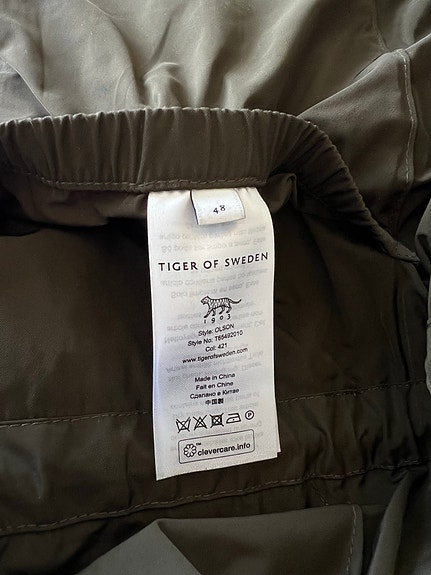 48
TIGER OF SWEDEN
1903
Style: OLSON
Style No: T65492010
Col: 421
www.tigerofsweden.com
Made in China
Fait en Chine
Сделано в Китае
中国製
™
clevercare.info